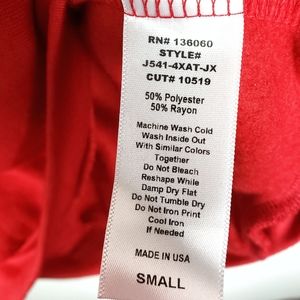 RN# 136060
STYLE#
J541-4XAT-JX
CUT# 10519
50% Polyester
50% Rayon
Machine Wash Cold
Wash Inside Out
With Similar Colors
Together
Do Not Bleach
Reshape While
Damp Dry Flat
Do Not Tumble Dry
Do Not Iron Print
Cool Iron
If Needed
MADE IN USA
SMALL